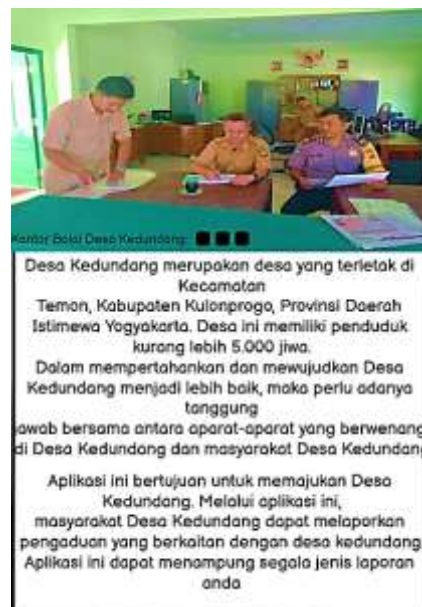 Kantor Balai Desa Kedundang
Desa Kedundang merupakan desa yang terletak di
Kecamatan
Temon, Kabupaten Kulonprogo, Provinsi Daerah
Istimewa Yogyakarta. Desa ini memiliki penduduk
kurang lebih 5.000 jiwa.
Dalam mempertahankan dan mewujudkan Desa
Kedundang menjadi lebih baik, maka perlu adanya
tanggung
jawab bersama antara aparat-aparat yang berwenang
di Desa Kedundang dan masyarakat Desa Kedundang
Aplikasi ini bertujuan untuk memajukan Desa
Kedundang. Melalui aplikasi ini,
masyarakat Desa Kedundang dapat melaporkan
pengaduan yang berkaitan dengan desa kedundang
Aplikasi ini dapat menampung segala jenis laporan
anda